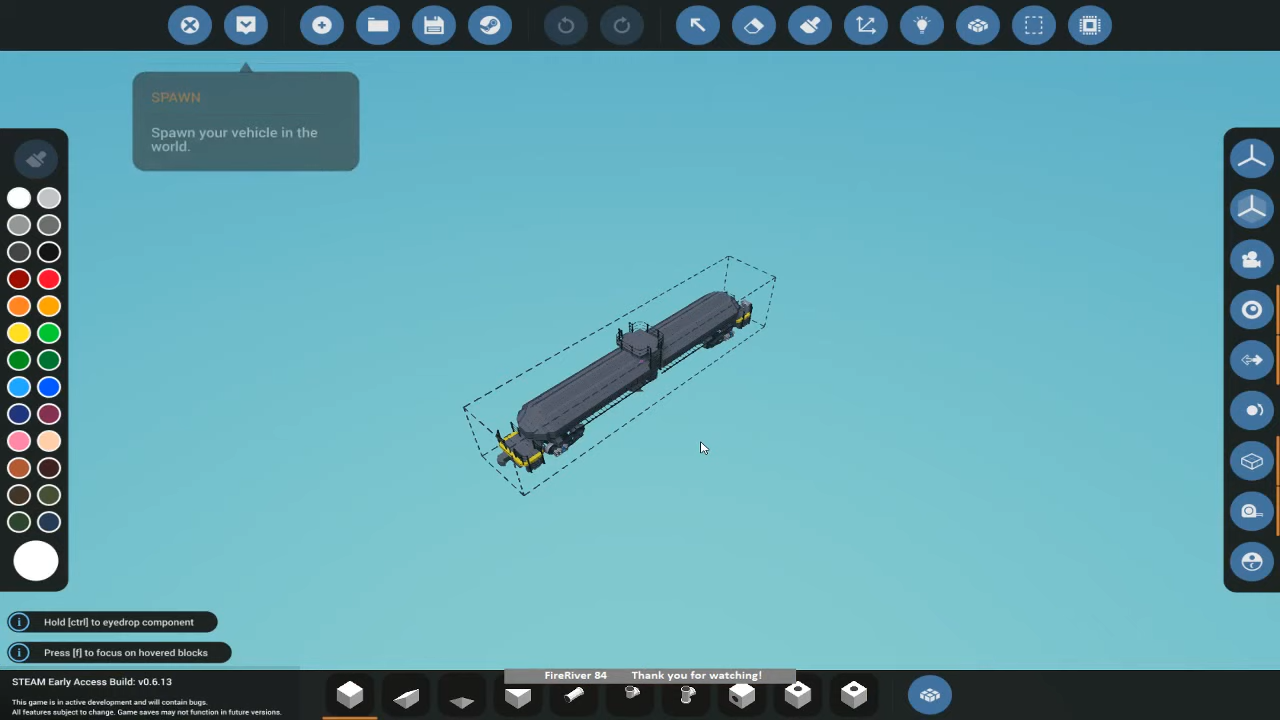 SPAWN
Spawn your vehicle in the
world.
Hold [ctrl] to eyedrop component
Press [f] to focus on hovered blocks
STEAM Early Access Build: v0.6.13
This game is in active development and will contain bugs.
All features subject to change. Game saves may not function in future versions.
FireRiver 84 Thank you for watching!